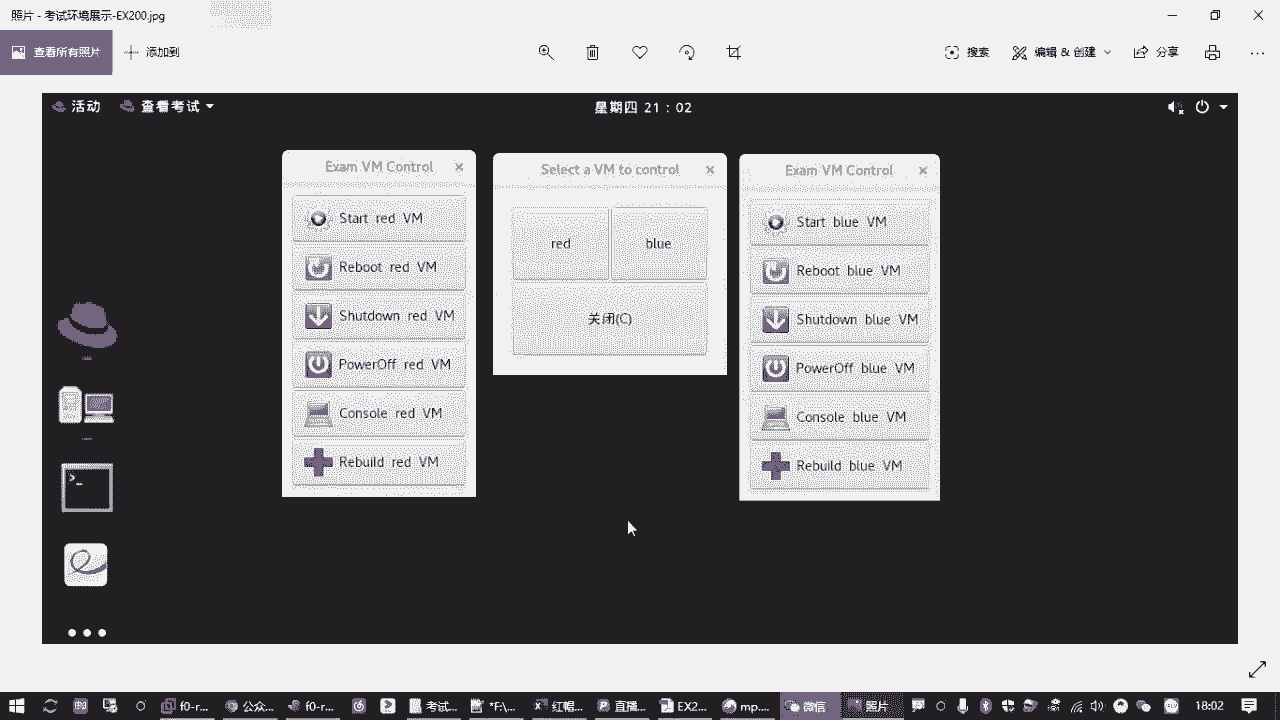 照片 - 考试环境展示-EX200.jpg
查看所有照片
添加到
搜索
编辑 & 创建
分享
活动
查看考试
星期四 21：02
Exam VM Control
Start red VM
Reboot red VM
Shutdown red VM
PowerOff red VM
Console red VM
Rebuild red VM
Select a VM to control
red
blue
关闭(C)
Exam VM Control
Start blue VM
Reboot blue VM
Shutdown blue VM
PowerOff blue VM
Console blue VM
Rebuild blue VM
f0-r...
公众...
f0-r...
考试...
*F:\...
红帽...
直播...
EX2...
mp...
微信
照片
18:02